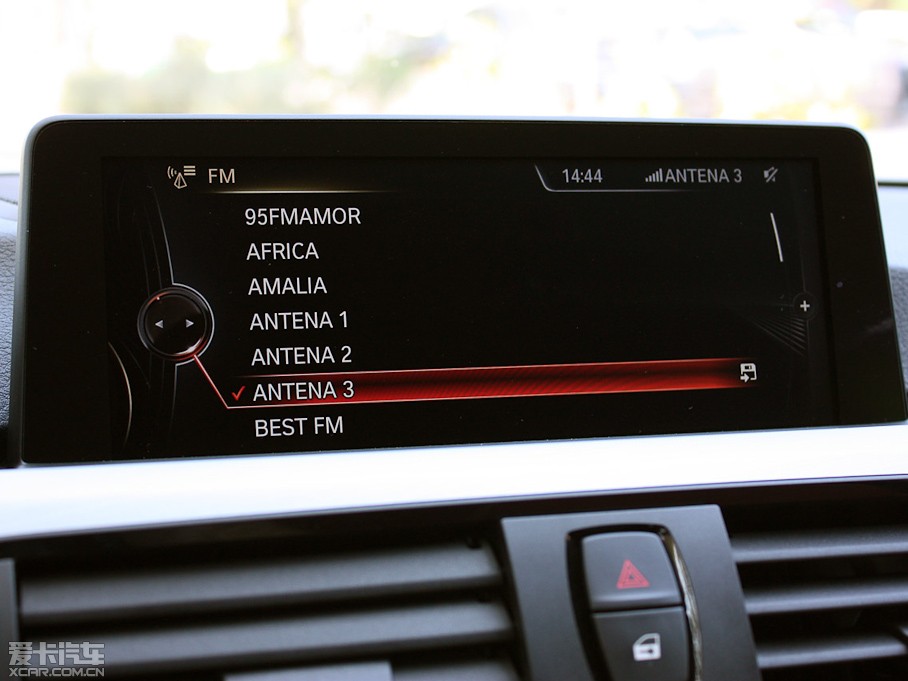 FM
14:44
ANTENA 3
95FMAMOR
AFRICA
AMALIA
ANTENA 1
ANTENA 2
ANTENA 3
BEST FM
爱卡汽车
XCAR.COM.CN